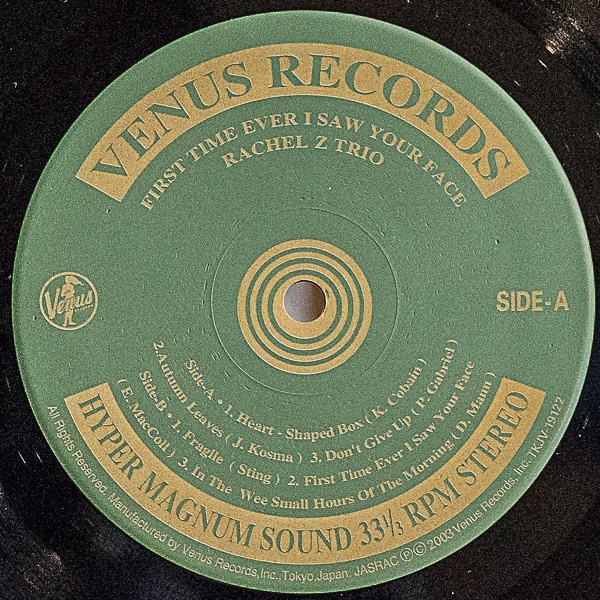 VENUS RECORDS
FIRST TIME EVER I SAW YOUR FACE
RACHEL Z TRIO
Venus
SIDE-A
Side-A • 1. Heart - Shaped Box ( K. Cobain )
2.Autumn Leaves ( J. Kosma ) 3. Don't Give Up ( P. Gabriel )
Side-B • 1. Fragile ( Sting ) 2. First Time Ever I Saw Your Face
( E. MacColl ) 3. In The Wee Small Hours Of The Morning ( D. Mann )
HYPER MAGNUM SOUND 33⅓ RPM STEREO
All Rights Reserved. Manufactured by Venus Records,Inc.,Tokyo,Japan. JASRAC Ⓟ© 2003 Venus Records, Inc. TKJV-19122